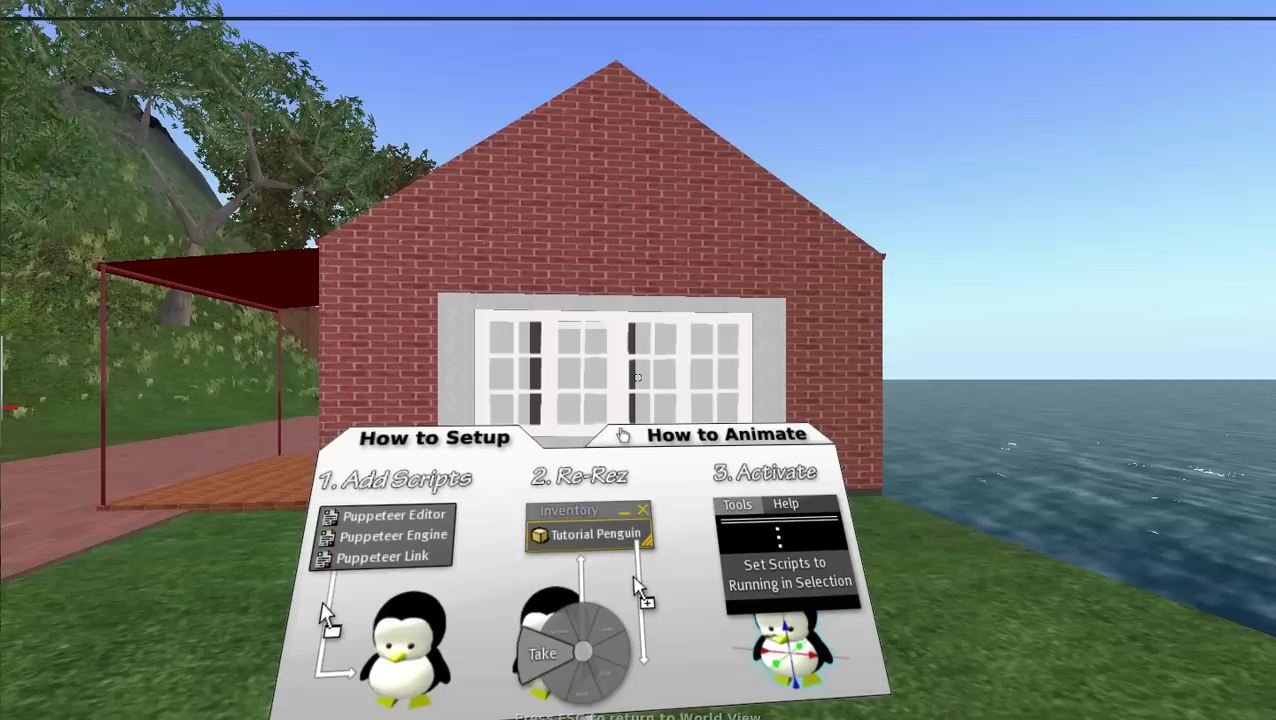 How to Setup
How to Animate
1. Add Scripts
2. Re-Rez
3. Activate
Puppeteer Editor
Puppeteer Engine
Puppeteer Link
Inventory
Tutorial Penguin
Take
Tools Help
Set Scripts to
Running in Selection
Press ESC to return to World View